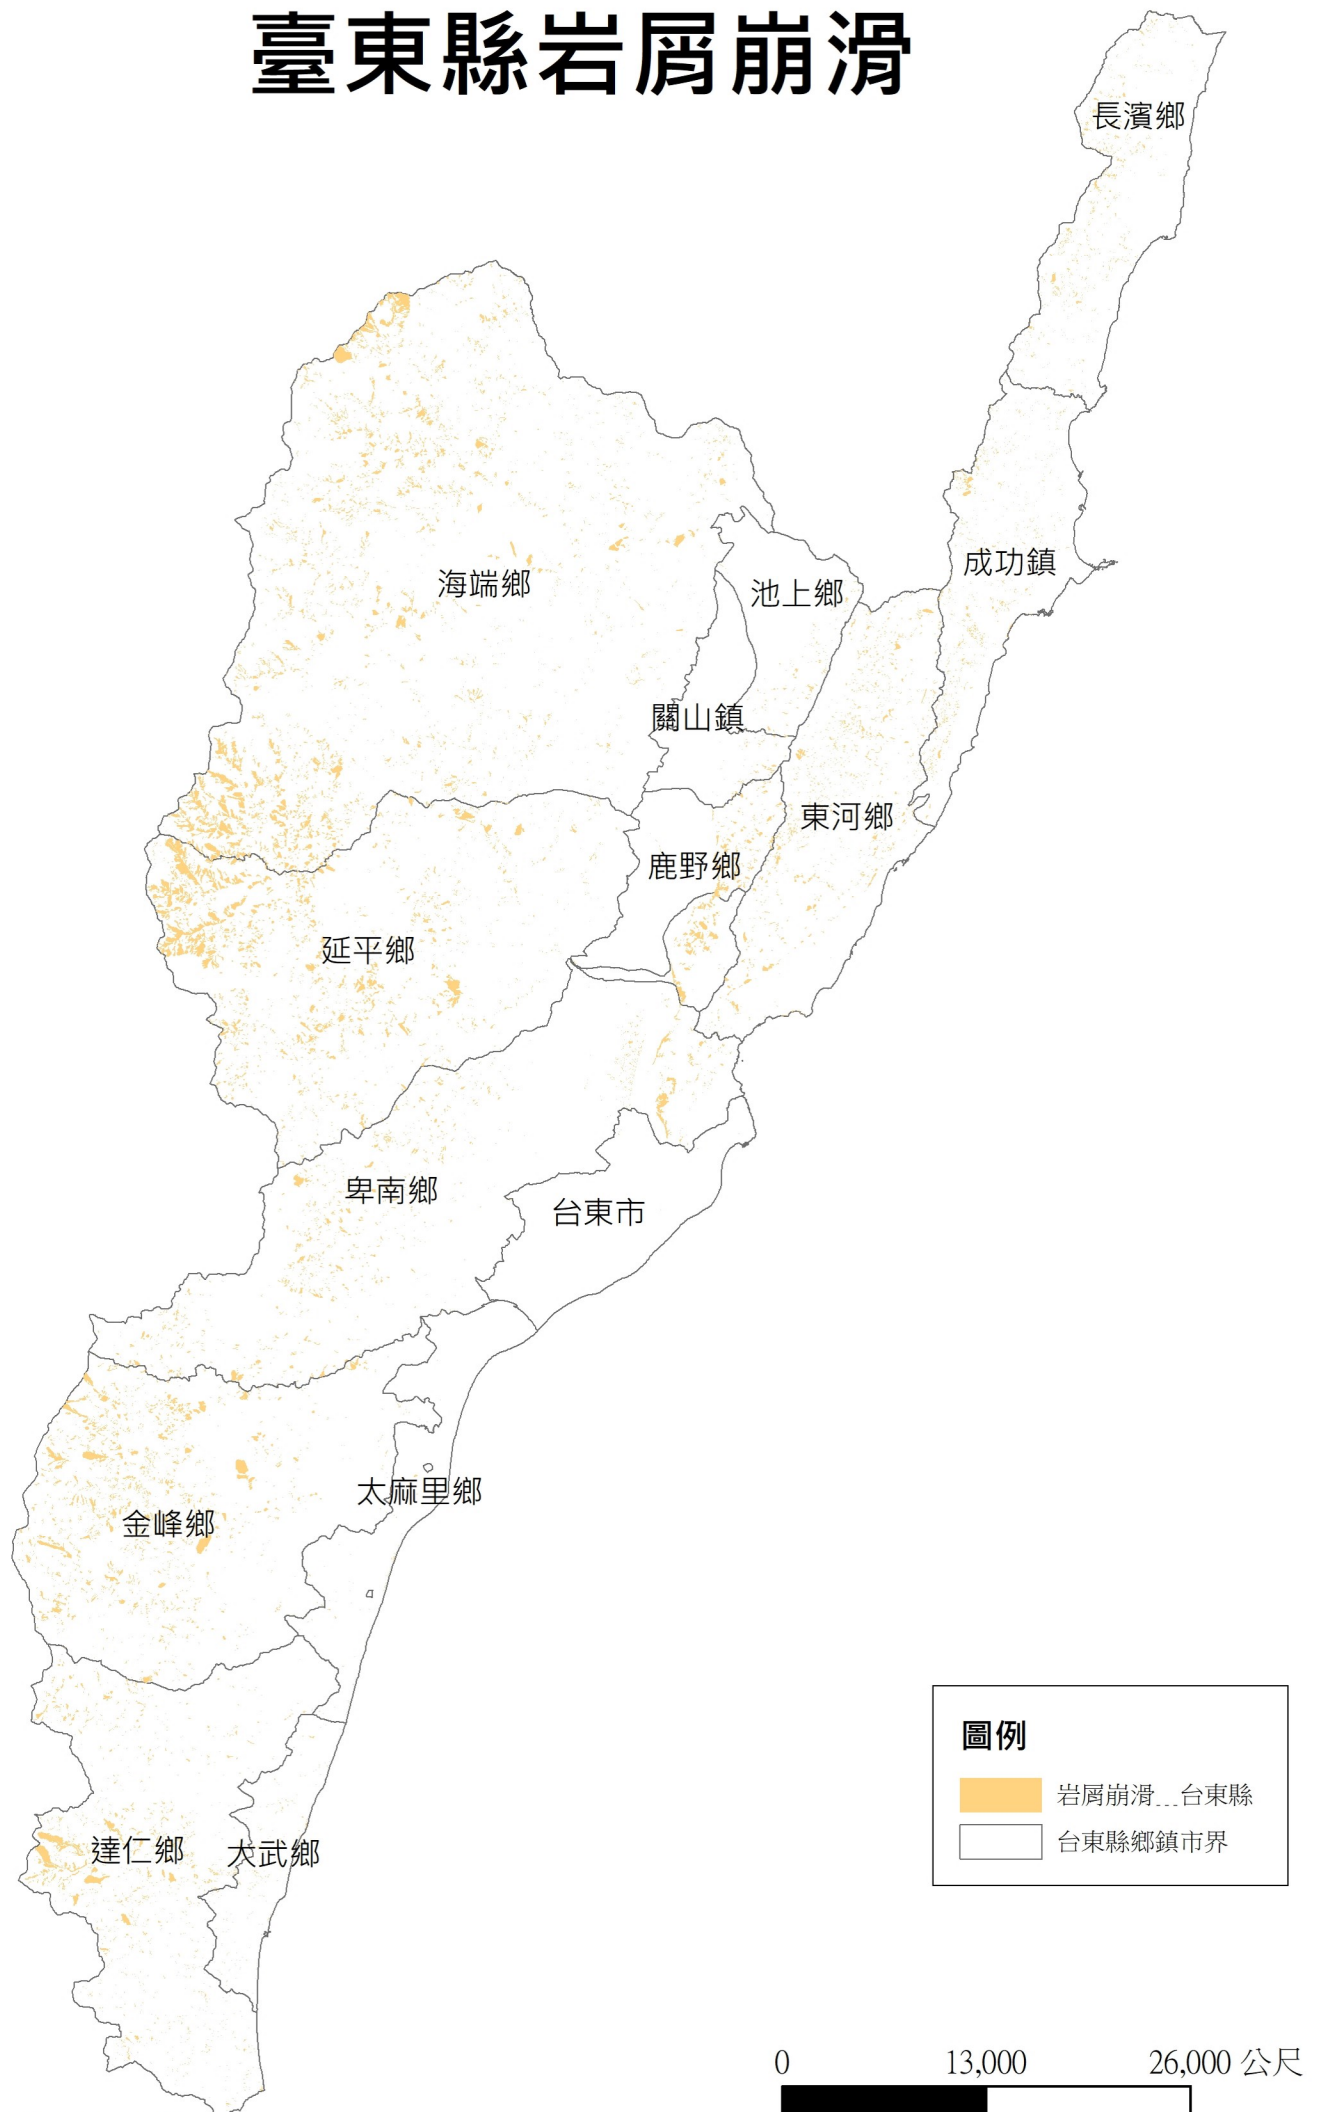 臺東縣岩屑崩滑
長濱鄉
成功鎮
海端鄉
池上鄉
關山鎮
東河鄉
鹿野鄉
延平鄉
卑南鄉
台東市
太麻里鄉
金峰鄉
達仁鄉
大武鄉
圖例
岩屑崩滑__台東縣
台東縣鄉鎮市界
0 13,000 26,000 公尺